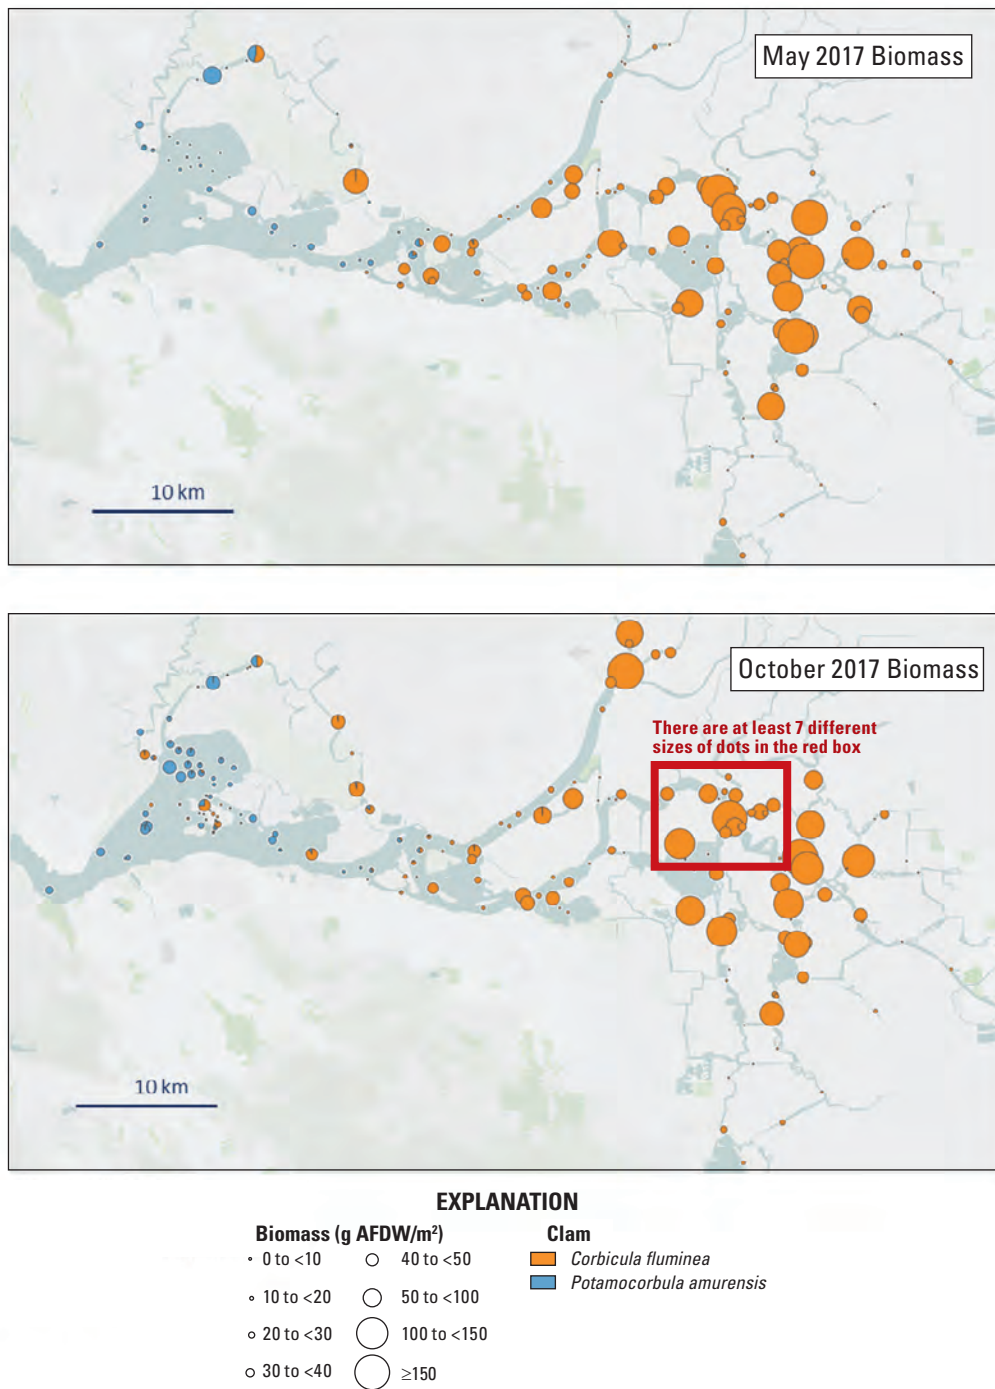 May 2017 Biomass
10 km
October 2017 Biomass
There are at least 7 different
sizes of dots in the red box
10 km
EXPLANATION
Biomass (g AFDW/m²)
0 to <10
10 to <20
20 to <30
30 to <40
40 to <50
50 to <100
100 to <150
≥150
Clam
Corbicula fluminea
Potamocorbula amurensis